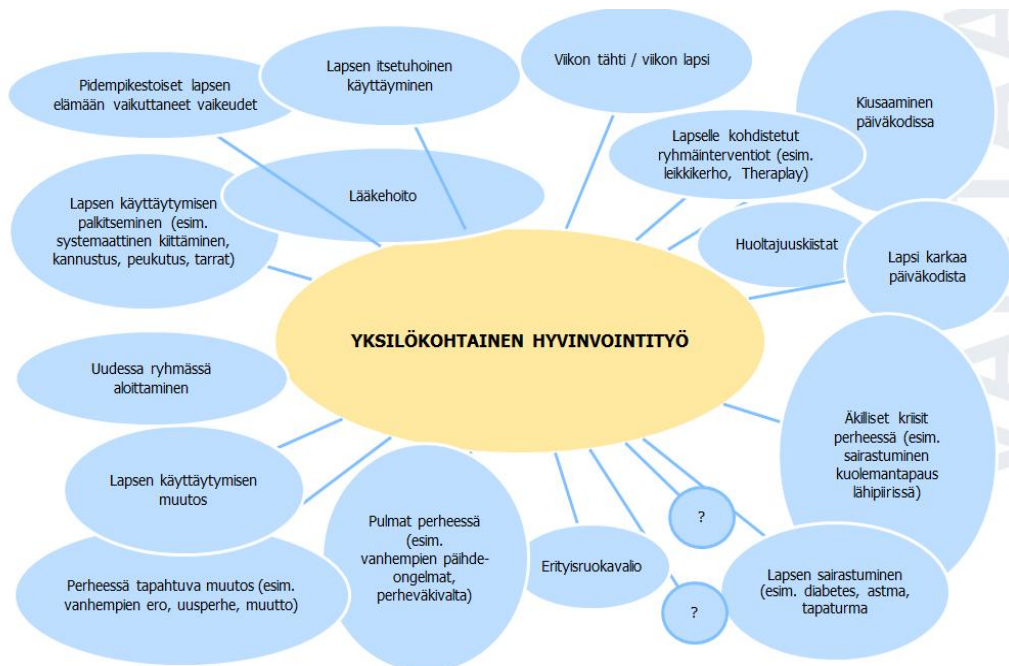 Pidempikestoiset lapsen
elämään vaikuttaneet vaikeudet
Lapsen itsetuhoinen
käyttäyminen
Viikon tähti / viikon lapsi
Kiusaaminen
päiväkodissa
Lapselle kohdistetut
ryhmäinterventiot (esim.
leikkikerho, Theraplay)
Lapsen käyttäytymisen
palkitseminen (esim.
systemaattinen kiittäminen,
kannustus, peukutus, tarrat)
Lääkehoito
Huoltajuuskiistat
Lapsi karkaa
päiväkodista
YKSILÖKOHTAINEN HYVINVOINTITYÖ
Uudessa ryhmässä
aloittaminen
Äkilliset kriisit
perheessä (esim.
sairastuminen
kuolemantapaus
lähipiirissä)
Lapsen käyttäytymisen
muutos
Pulmat perheessä
(esim.
vanhempien päihde-
ongelmat,
perheväkivalta)
?
Erityisruokavalio
Perheessä tapahtuva muutos (esim.
vanhempien ero, uusperhe, muutto)
?
Lapsen sairastuminen
(esim. diabetes, astma,
tapaturma